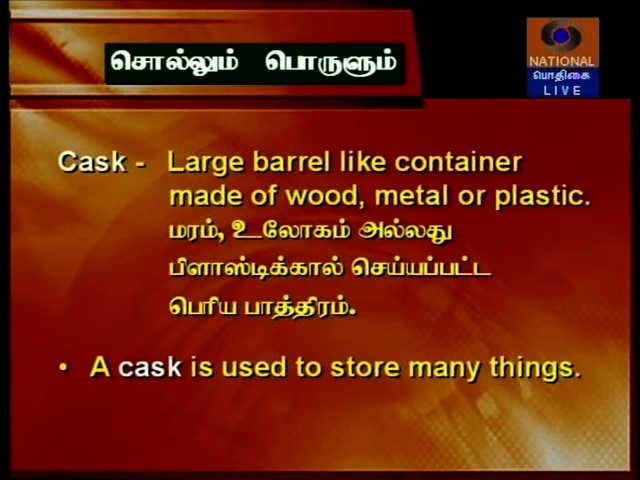 சொல்லும் பொருளும்
NATIONAL
பொதிகை
LIVE
Cask - Large barrel like container
made of wood, metal or plastic.
மரம், உலோகம் அல்லது
பிளாஸ்டிக்கால் செய்யப்பட்ட
பெரிய பாத்திரம்.
• A cask is used to store many things.